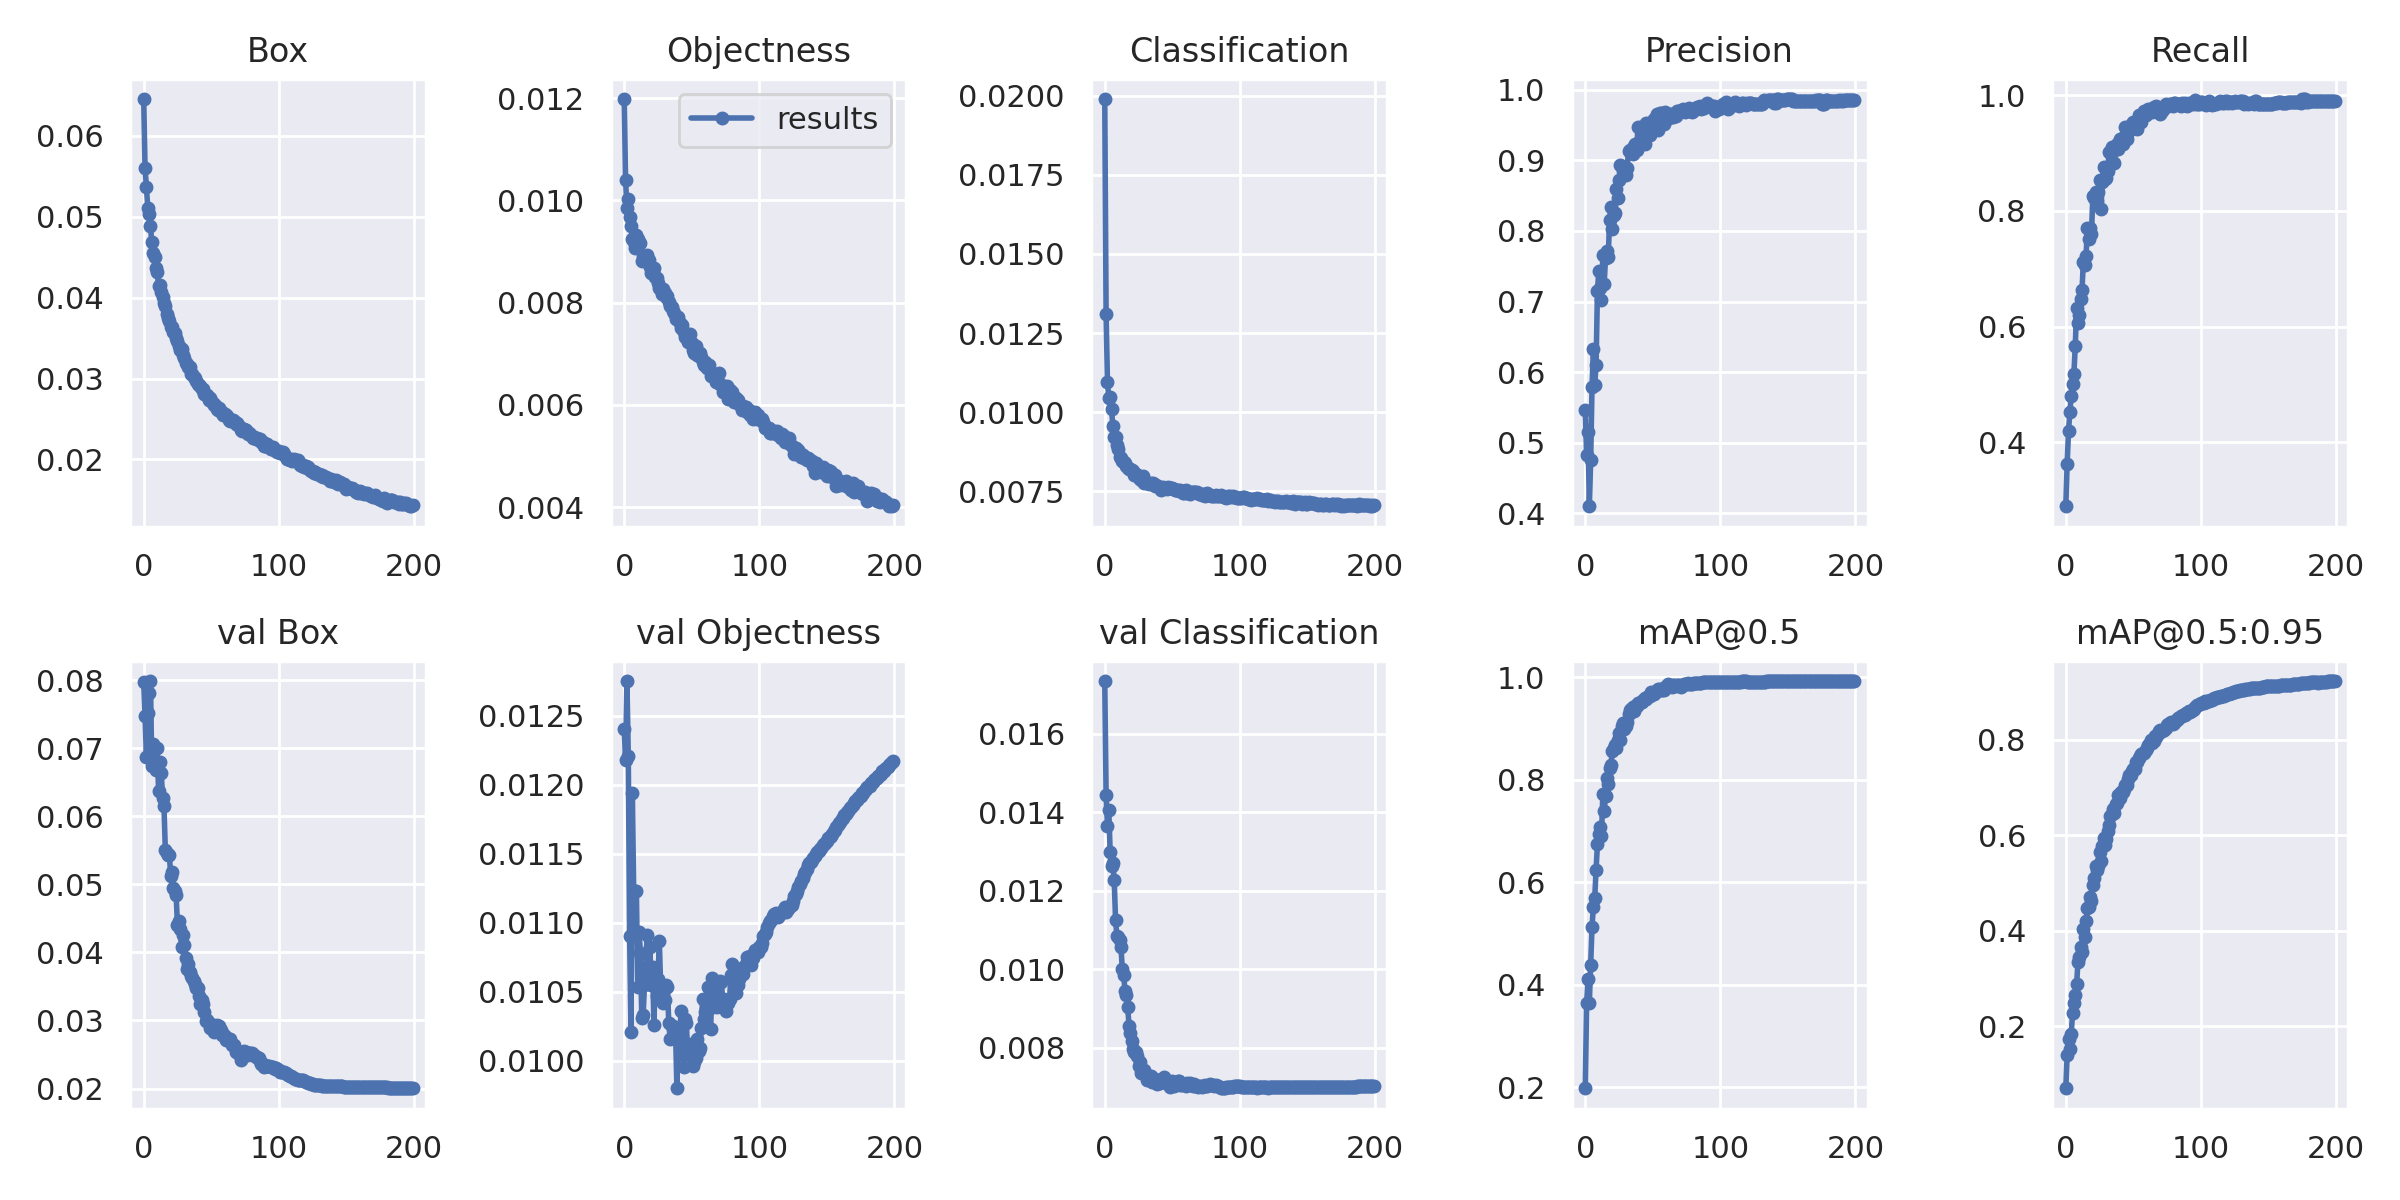 Box
Objectness
Classification
Precision
Recall
0.06
0.05
0.04
0.03
0.02
0 100 200
results
0.012
0.010
0.008
0.006
0.004
0 100 200
0.0200
0.0175
0.0150
0.0125
0.0100
0.0075
0 100 200
1.0
0.9
0.8
0.7
0.6
0.5
0.4
0 100 200
1.0
0.8
0.6
0.4
0 100 200
val Box
val Objectness
val Classification
mAP@0.5
mAP@0.5:0.95
0.08
0.07
0.06
0.05
0.04
0.03
0.02
0 100 200
0.0125
0.0120
0.0115
0.0110
0.0105
0.0100
0 100 200
0.016
0.014
0.012
0.010
0.008
0 100 200
1.0
0.8
0.6
0.4
0.2
0 100 200
0.8
0.6
0.4
0.2
0 100 200